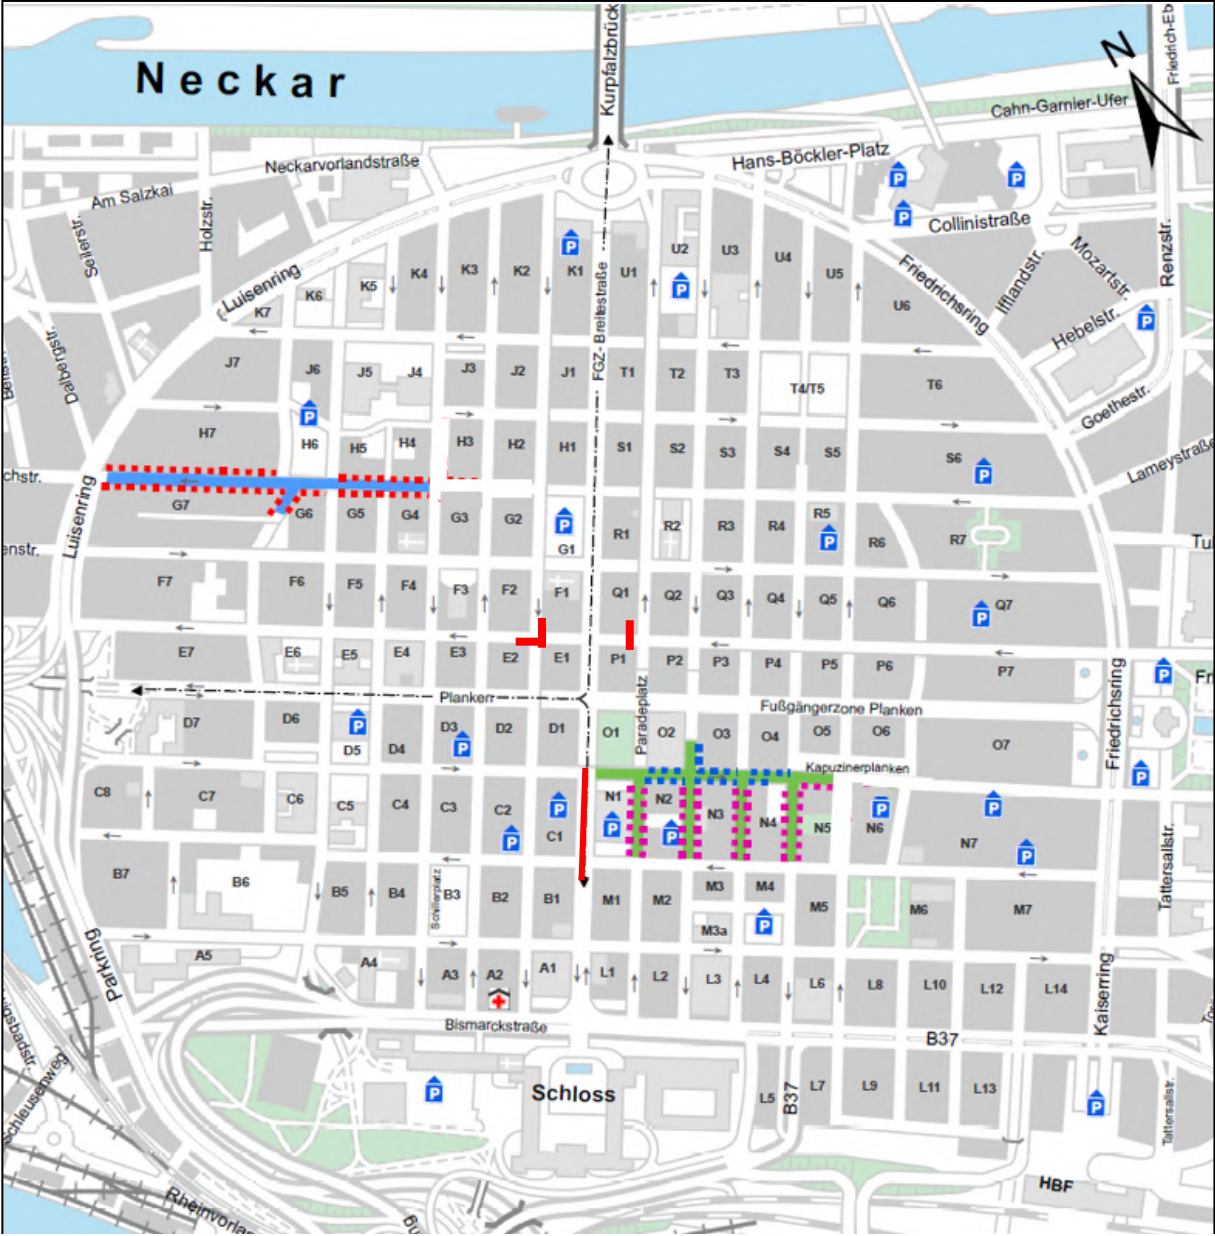 Neckar
Kurpfalzbrück
Friedrich-Eb
N
Cahn-Garnier-Ufer
Hans-Böckler-Platz
Neckarvorlandstraße
Am Salzkai
Holzstr.
Seilerstr.
Collinistraße
Renzstr.
Mozartstr.
Ifflandstr.
Hebelstr.
Luisenring
Friedrichsring
FGZ- Breitestraße
Dalbergstr.
Goethestr.
Lameystraße
K7 K6 K5 K4 K3 K2 K1 U1 U2 U3 U4 U5 U6
P P P P P P
J7 J6 J5 J4 J3 J2 J1 T1 T2 T3 T4/T5 T6
P
H7 H6 H5 H4 H3 H2 H1 S1 S2 S3 S4 S5 S6
P
chstr.
Luisenring
G7 G6 G5 G4 G3 G2 G1 R1 R2 R3 R4 R5 R6 R7
P P
enstr.
Tul
F7 F6 F5 F4 F3 F2 F1 Q1 Q2 Q3 Q4 Q5 Q6 Q7
P
E7 E6 E5 E4 E3 E2 E1 P1 P2 P3 P4 P5 P6 P7
P
Fri
Friedrichsring
Planken
Paradeplatz
Fußgängerzone Planken
D7 D6 D5 D4 D3 D2 D1 O1 O2 O3 O4 O5 O6 O7
P P P
Kapuzinerplanken
C8 C7 C6 C5 C4 C3 C2 C1 N1 N2 N3 N4 N5 N6 N7
P P P P P P P
B7 B6 B5 B4 B3 B2 B1 M1 M2 M3 M4 M5 M6 M7
Schillerplatz
M3a
P
Tattersallstr.
Parkring
A5 A4 A3 A2 A1 L1 L2 L3 L4 L6 L8 L10 L12 L14
Kaiserring
Bismarckstraße
B37
Schloss
P
L5 B37 L7 L9 L11 L13
P
Tattersallstr.
Schleusenweg
HBF
Rheinvorlan